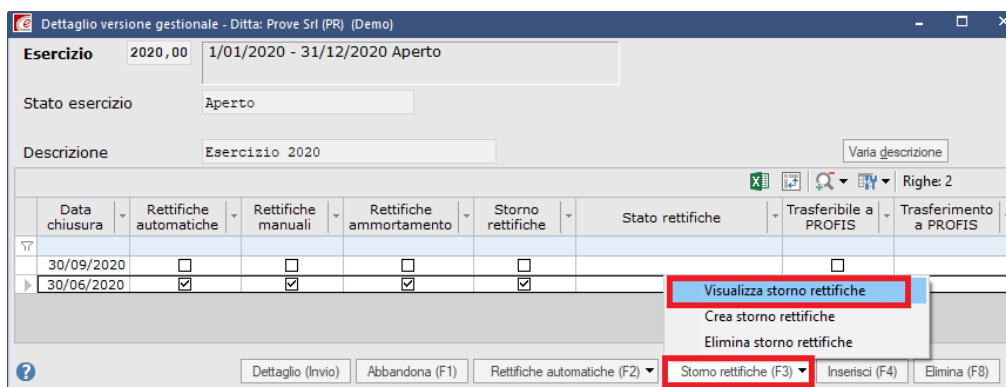 Dettaglio versione gestionale - Ditta: Prove Srl (PR) (Demo)
Esercizio 2020,00 1/01/2020 - 31/12/2020 Aperto
Stato esercizio Aperto
Descrizione Esercizio 2020 Varia descrizione
Righe: 2
Data chiusura Rettifiche automatiche Rettifiche manuali Rettifiche ammortamento Storno rettifiche Stato rettifiche Trasferibile a PROFIS Trasferimento a PROFIS
30/09/2020
30/06/2020
Visualizza storno rettifiche
Crea storno rettifiche
Elimina storno rettifiche
Dettaglio (Invio) Abbandona (F1) Rettifiche automatiche (F2) Storno rettifiche (F3) Inserisci (F4) Elimina (F8)